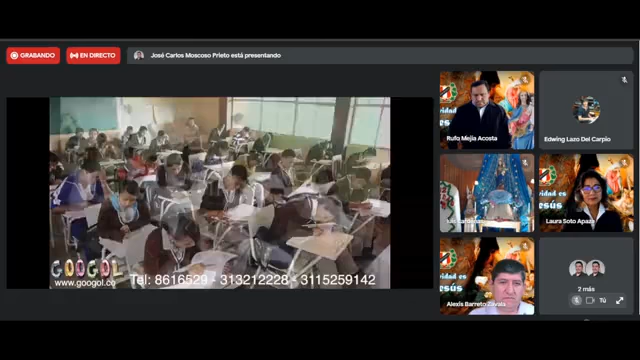 GRABANDO
EN DIRECTO
José Carlos Moscoso Prieto está presentando
Rufa Mejía Acosta
Edwing Lazo Del Carpio
Laura Soto Apaza
Alexis Barreto Zavala
2 más
Tú
GOOGOL
www.googol.co
Tel: 8616529 - 313212228 - 3115259142